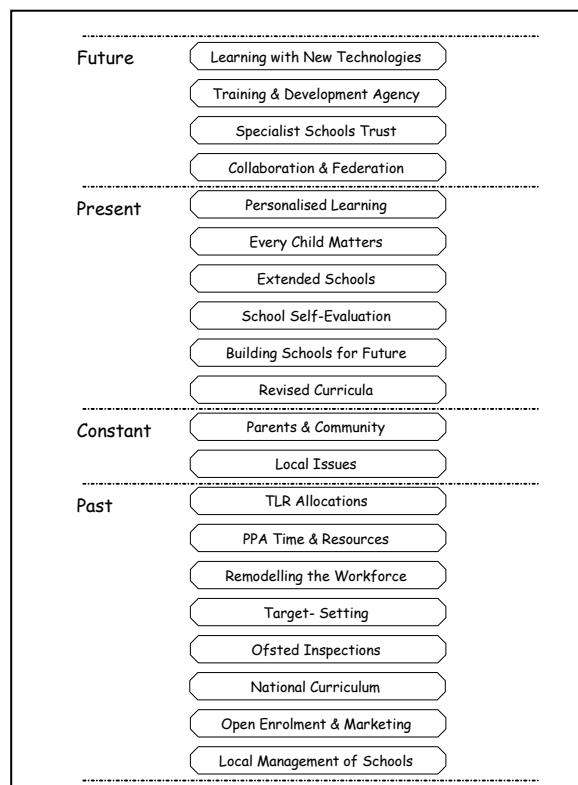 Future
Learning with New Technologies
Training & Development Agency
Specialist Schools Trust
Collaboration & Federation
Present
Personalised Learning
Every Child Matters
Extended Schools
School Self-Evaluation
Building Schools for Future
Revised Curricula
Constant
Parents & Community
Local Issues
Past
TLR Allocations
PPA Time & Resources
Remodelling the Workforce
Target- Setting
Ofsted Inspections
National Curriculum
Open Enrolment & Marketing
Local Management of Schools